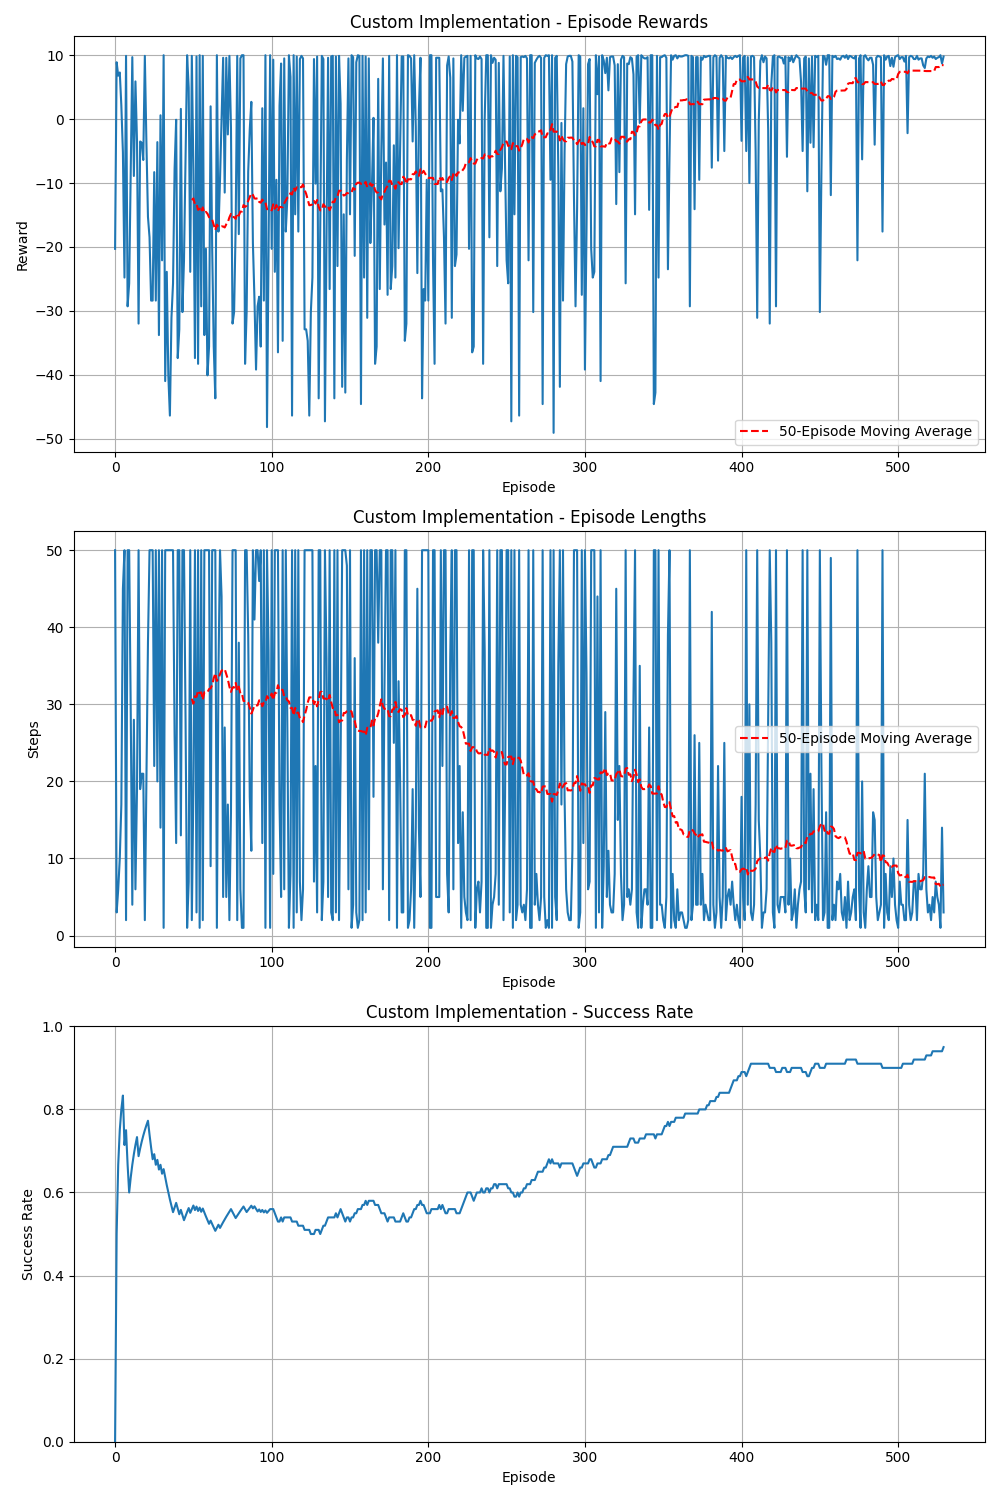 Custom Implementation - Episode Rewards
10
0
−10
−20
−30
−40
−50
Reward
50-Episode Moving Average
0 100 200 300 400 500
Episode
Custom Implementation - Episode Lengths
50
40
30
20
10
0
Steps
50-Episode Moving Average
0 100 200 300 400 500
Episode
Custom Implementation - Success Rate
1.0
0.8
0.6
0.4
0.2
0.0
Success Rate
0 100 200 300 400 500
Episode